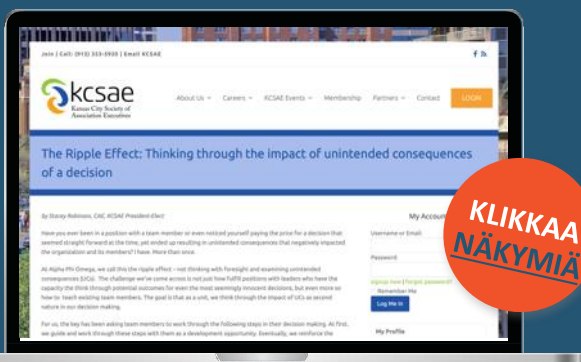 Join | Call: (913) 353-5935 | Email KCSAE
kcsae
Kansas City Society of
Association Executives
About Us
Careers
KCSAE Events
Membership
Partners
Contact
LOGIN
The Ripple Effect: Thinking through the impact of unintended consequences
of a decision
by Stacey Robinson, CAE, KCSAE President-Elect
Have you ever been in a position with a team member or even noticed yourself paying the price for a decision that
seemed straight forward at the time, yet ended up resulting in unintended consequences that negatively impacted
the organization and its members? I have. More than once.
At Alpha Phi Omega, we call this the ripple effect - not thinking with foresight and examining unintended
consequences (UCs). The challenge we've come across is not just how fulfill positions with leaders who have the
capacity the think through potential outcomes for even the most seemingly innocent decisions, but even more so
how to teach existing team members. The goal is that as a unit, we think through the impact of UCs as second
nature in our decision making.
For us, the key has been asking team members to work through the following steps in their decision making. At first,
we guide and work through these steps with them as a development opportunity. Eventually, we reinforce the
My Account
Username or Email
Password
signup now | forgot password?
Remember Me
Log Me In
My Profile
KLIKKAA
NÄKYMIÄ